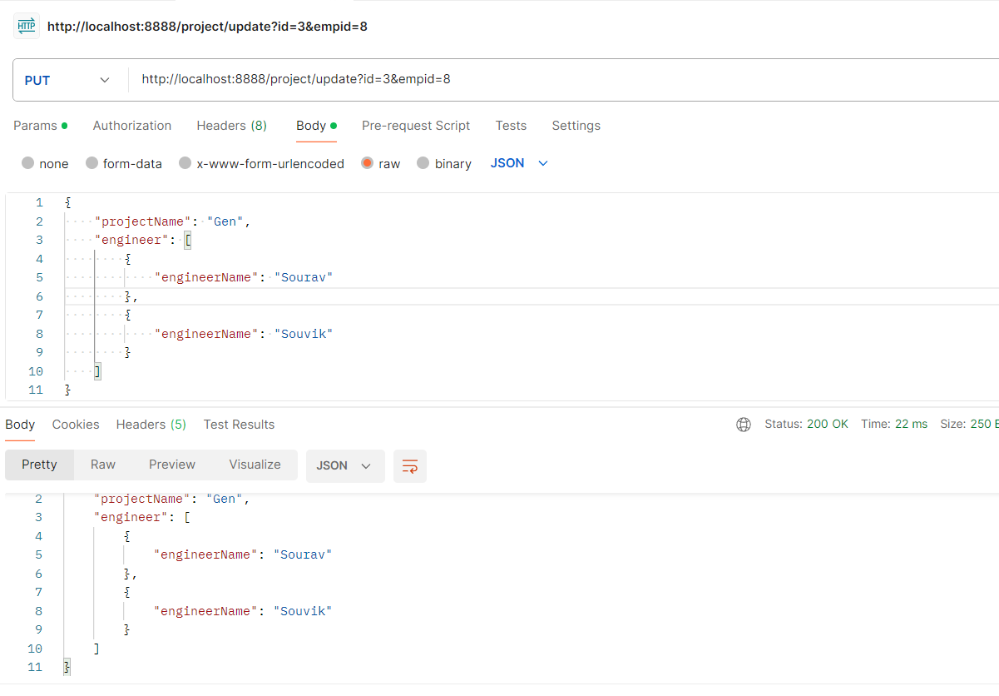 HTTP http://localhost:8888/project/update?id=3&empid=8
PUT http://localhost:8888/project/update?id=3&empid=8
Params Authorization Headers (8) Body Pre-request Script Tests Settings
none form-data x-www-form-urlencoded raw binary JSON
1 {
2 "projectName": "Gen",
3 "engineer": [
4 {
5 "engineerName": "Sourav"
6 },
7 {
8 "engineerName": "Souvik"
9 }
10 ]
11 }
Body Cookies Headers (5) Test Results Status: 200 OK Time: 22 ms Size: 250
Pretty Raw Preview Visualize JSON
2 "projectName": "Gen",
3 "engineer": [
4 {
5 "engineerName": "Sourav"
6 },
7 {
8 "engineerName": "Souvik"
9 }
10 ]
11 }